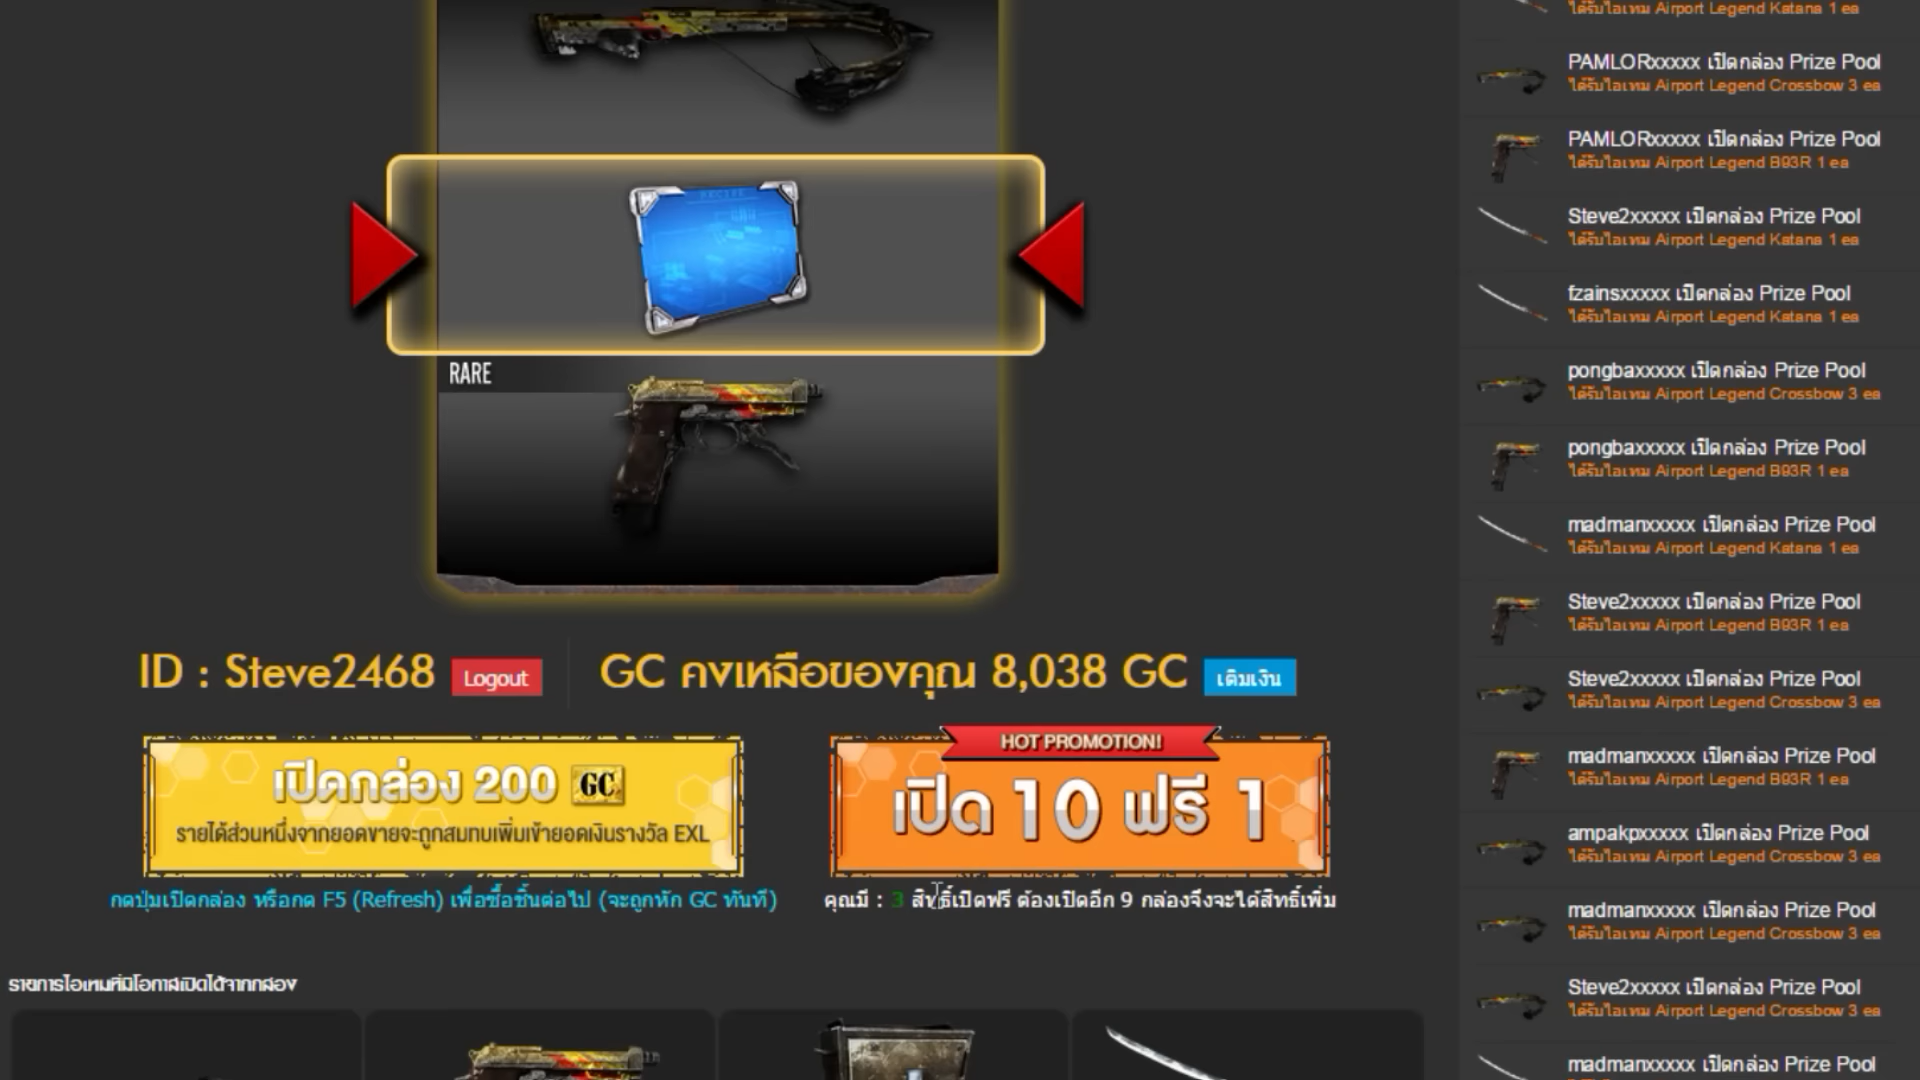 RARE
ID : Steve2468 Logout
GC คงเหลือของคุณ 8,038 GC เติมเงิน
เปิดกล่อง 200 GC
รายได้ส่วนหนึ่งจากยอดขายจะถูกสมทบเพิ่มเข้ายอดเงินรางวัล EXL
กดปุ่มเปิดกล่อง หรือกด F5 (Refresh) เพื่อซื้อชิ้นต่อไป (จะถูกหัก GC ทันที)
HOT PROMOTION!
เปิด 10 ฟรี 1
คุณมี : 3 สิทธิ์เปิดฟรี ต้องเปิดอีก 9 กล่องจึงจะได้สิทธิ์เพิ่ม
รายการไอเทมที่มีโอกาสเปิดได้จากกล่อง
ได้รับไอเทม Airport Legend Katana 1 ea
PAMLORxxxxx เปิดกล่อง Prize Pool
ได้รับไอเทม Airport Legend Crossbow 3 ea
PAMLORxxxxx เปิดกล่อง Prize Pool
ได้รับไอเทม Airport Legend B93R 1 ea
Steve2xxxxx เปิดกล่อง Prize Pool
ได้รับไอเทม Airport Legend Katana 1 ea
fzainsxxxxx เปิดกล่อง Prize Pool
ได้รับไอเทม Airport Legend Katana 1 ea
pongbaxxxxx เปิดกล่อง Prize Pool
ได้รับไอเทม Airport Legend Crossbow 3 ea
pongbaxxxxx เปิดกล่อง Prize Pool
ได้รับไอเทม Airport Legend B93R 1 ea
madmanxxxxx เปิดกล่อง Prize Pool
ได้รับไอเทม Airport Legend Katana 1 ea
Steve2xxxxx เปิดกล่อง Prize Pool
ได้รับไอเทม Airport Legend B93R 1 ea
Steve2xxxxx เปิดกล่อง Prize Pool
ได้รับไอเทม Airport Legend Crossbow 3 ea
madmanxxxxx เปิดกล่อง Prize Pool
ได้รับไอเทม Airport Legend B93R 1 ea
ampakpxxxxx เปิดกล่อง Prize Pool
ได้รับไอเทม Airport Legend Crossbow 3 ea
madmanxxxxx เปิดกล่อง Prize Pool
ได้รับไอเทม Airport Legend Crossbow 3 ea
Steve2xxxxx เปิดกล่อง Prize Pool
ได้รับไอเทม Airport Legend Crossbow 3 ea
madmanxxxxx เปิดกล่อง Prize Pool